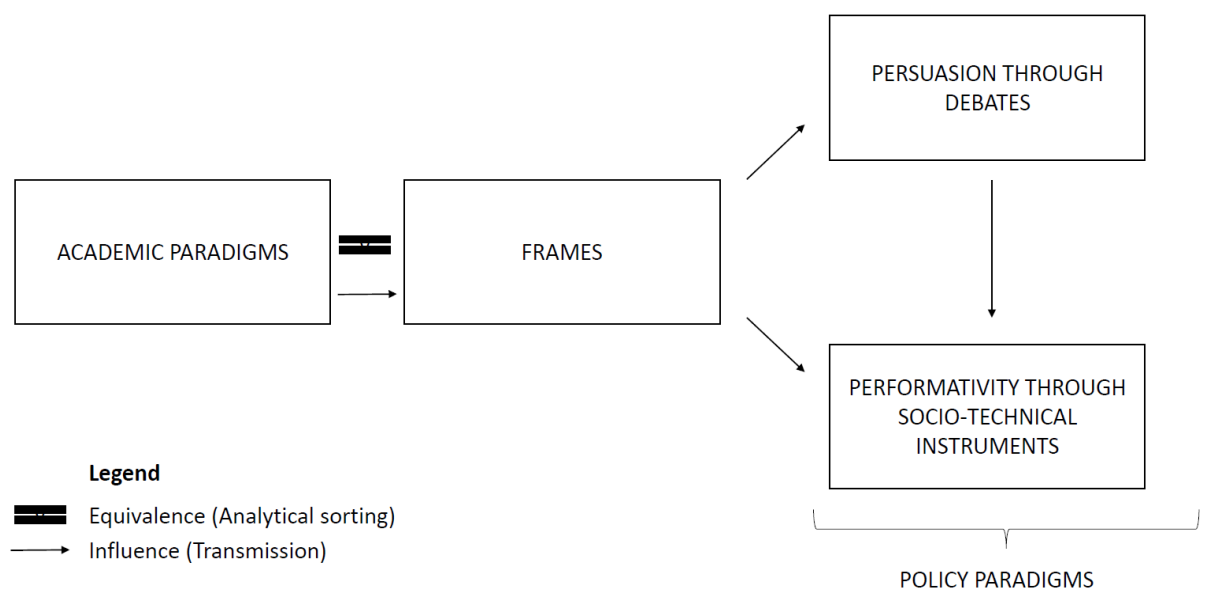 PERSUASION THROUGH
DEBATES
ACADEMIC PARADIGMS
FRAMES
PERFORMATIVITY THROUGH
SOCIO-TECHNICAL
INSTRUMENTS
Legend
Equivalence (Analytical sorting)
Influence (Transmission)
POLICY PARADIGMS